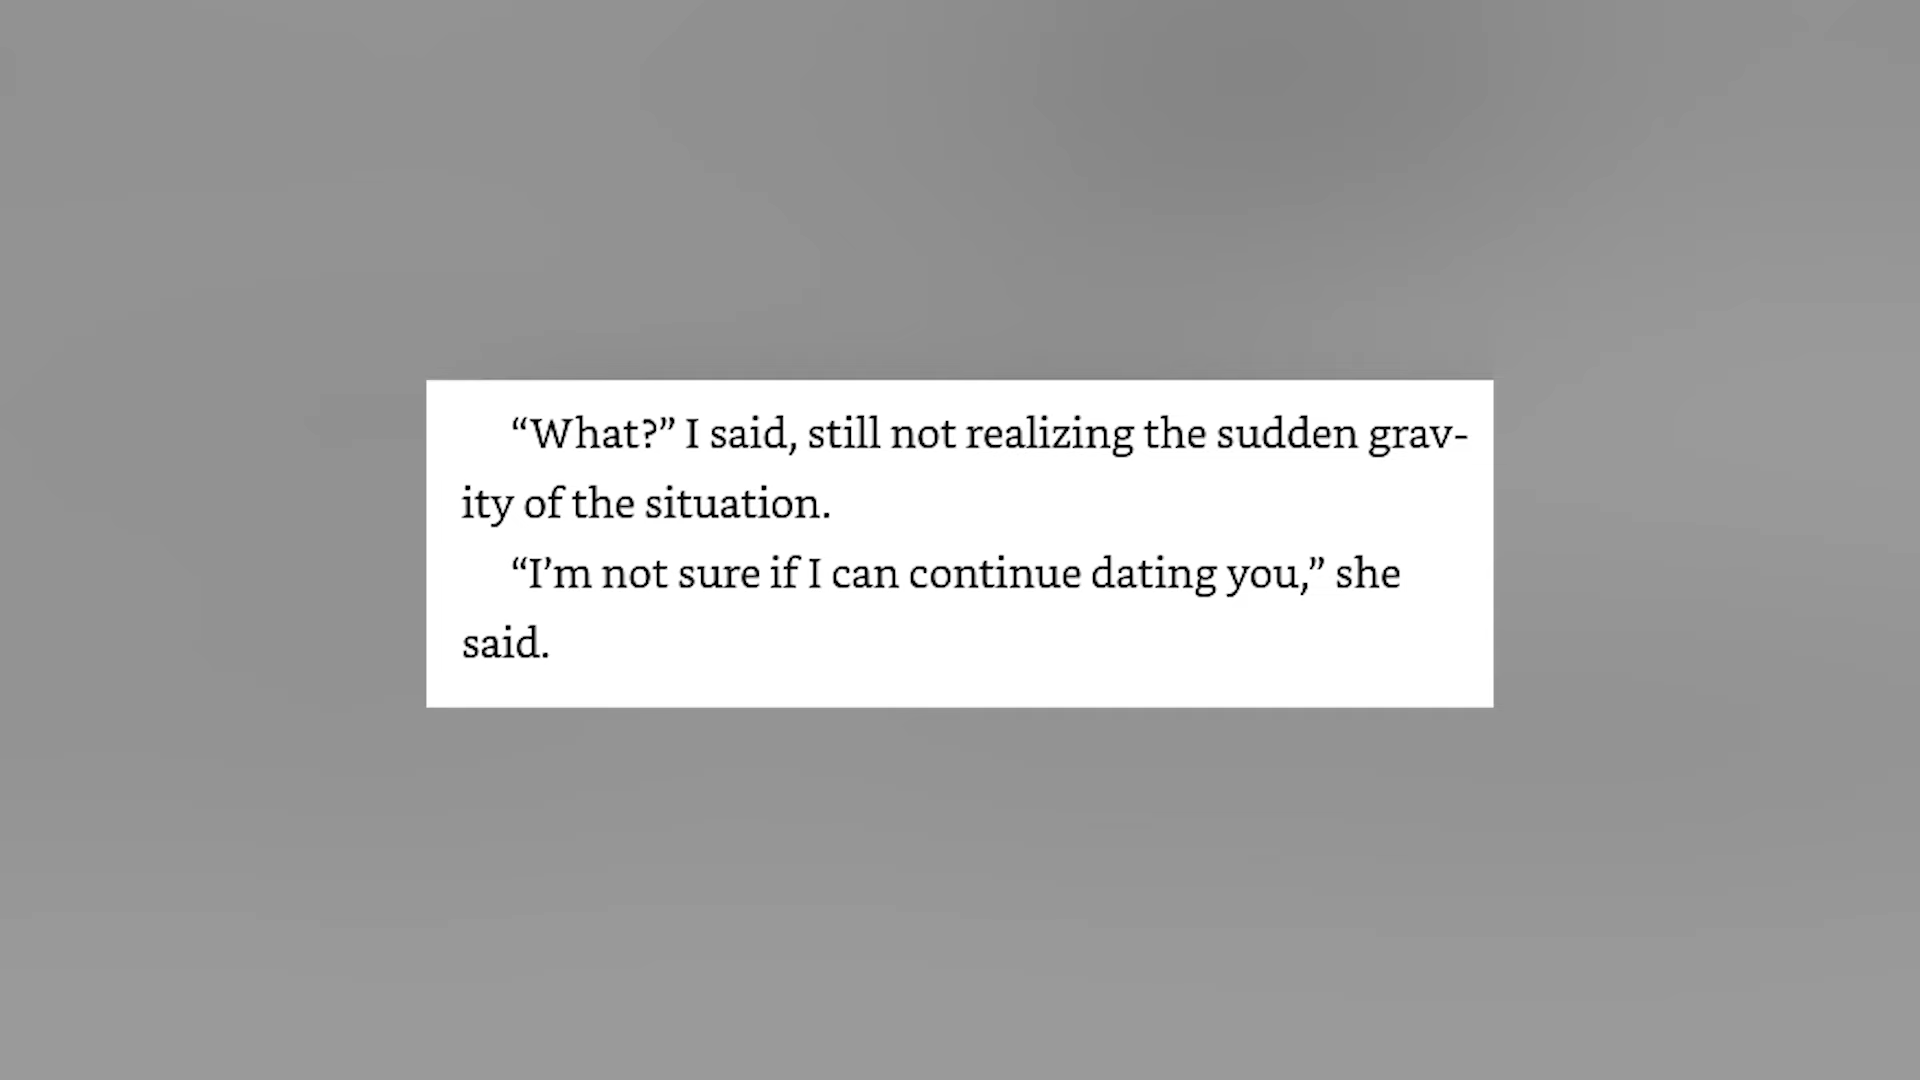 “What?” I said, still not realizing the sudden grav-
ity of the situation.
“I’m not sure if I can continue dating you,” she
said.